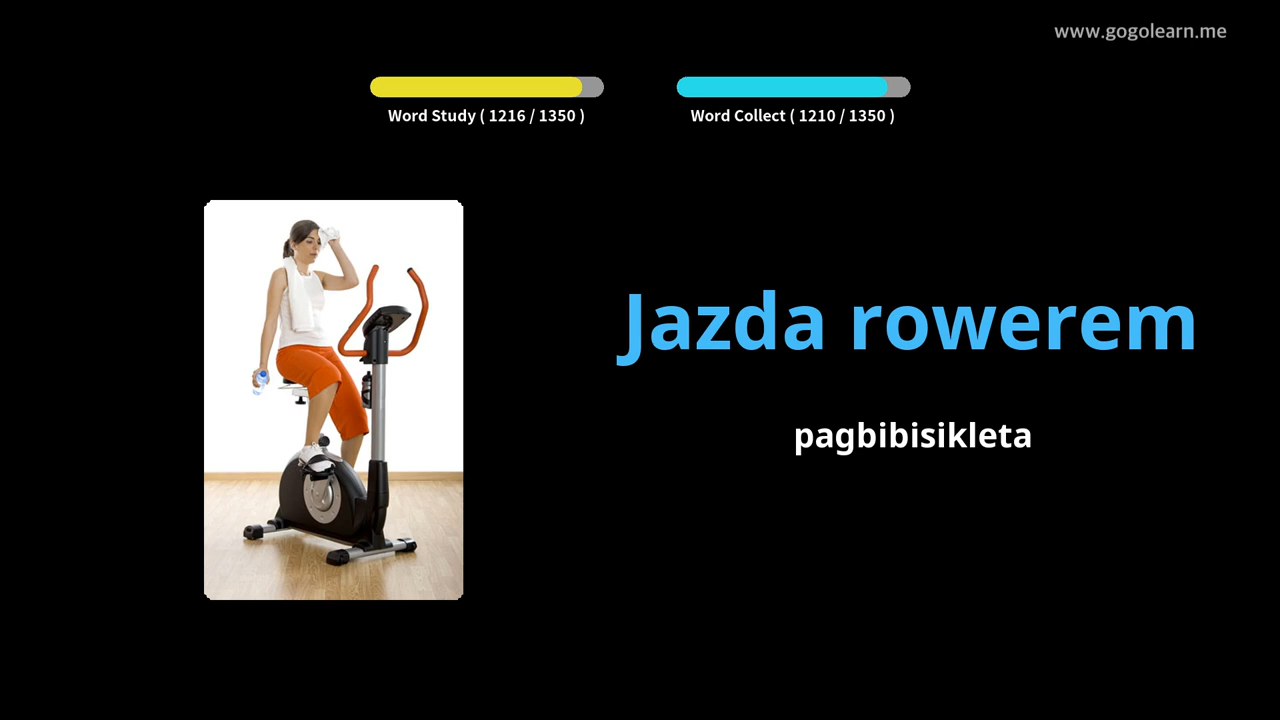 www.gogolearn.me
Word Study ( 1216 / 1350 )
Word Collect ( 1210 / 1350 )
Jazda rowerem
pagbibisikleta